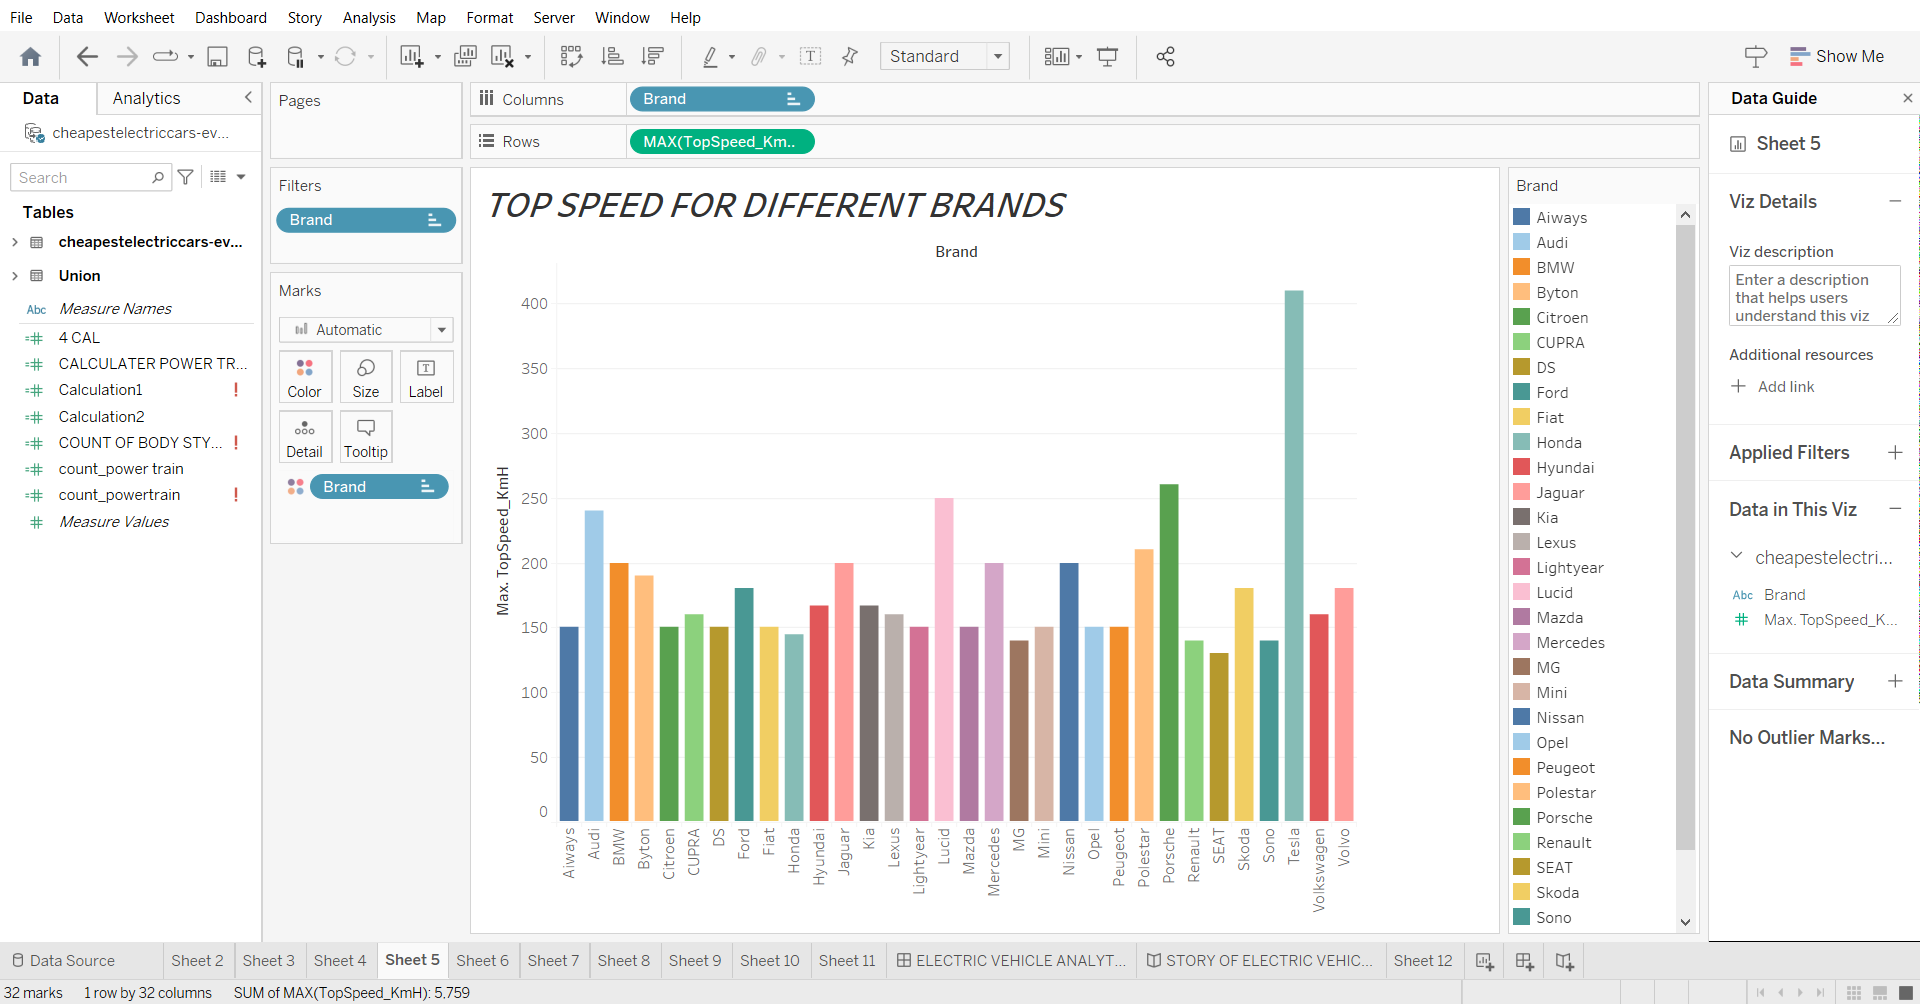 File Data Worksheet Dashboard Story Analysis Map Format Server Window Help
Standard
Show Me
Data Analytics
cheapestelectriccars-ev...
Search
Tables
cheapestelectriccars-ev...
Union
Abc Measure Names
4 CAL
CALCULATER POWER TR...
Calculation1 !
Calculation2
COUNT OF BODY STY... !
count_power train
count_powertrain !
Measure Values
Pages
Filters
Brand
Marks
Automatic
Color Size Label
Detail Tooltip
Brand
Columns Brand
Rows MAX(TopSpeed_Km..
TOP SPEED FOR DIFFERENT BRANDS
Brand
Max. TopSpeed_KmH
400
350
300
250
200
150
100
50
0
Aiways
Audi
BMW
Byton
Citroen
CUPRA
DS
Ford
Fiat
Honda
Hyundai
Jaguar
Kia
Lexus
Lightyear
Lucid
Mazda
Mercedes
MG
Mini
Nissan
Opel
Peugeot
Polestar
Porsche
Renault
SEAT
Skoda
Sono
Tesla
Volkswagen
Volvo
Brand
Aiways
Audi
BMW
Byton
Citroen
CUPRA
DS
Ford
Fiat
Honda
Hyundai
Jaguar
Kia
Lexus
Lightyear
Lucid
Mazda
Mercedes
MG
Mini
Nissan
Opel
Peugeot
Polestar
Porsche
Renault
SEAT
Skoda
Sono
Data Guide
Sheet 5
Viz Details
Viz description
Enter a description
that helps users
understand this viz
Additional resources
Add link
Applied Filters
Data in This Viz
cheapestelectri...
Abc Brand
Max. TopSpeed_K...
Data Summary
No Outlier Marks...
Data Source Sheet 2 Sheet 3 Sheet 4 Sheet 5 Sheet 6 Sheet 7 Sheet 8 Sheet 9 Sheet 10 Sheet 11 ELECTRIC VEHICLE ANALYT... STORY OF ELECTRIC VEHIC... Sheet 12
32 marks 1 row by 32 columns SUM of MAX(TopSpeed_KmH): 5,759